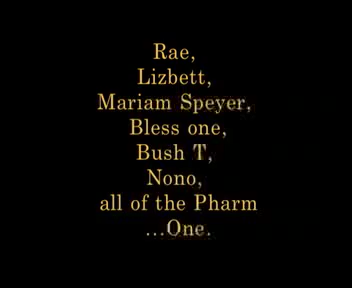 Rae,
Lizbett,
Mariam Speyer,
Bless one,
Bush T,
Nono,
all of the Pharm
...One.